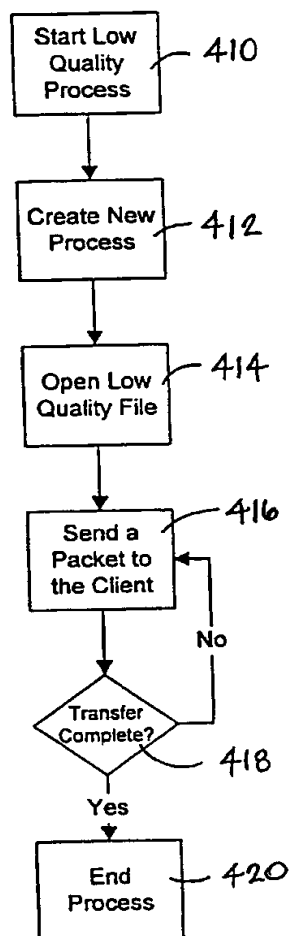 Start Low
Quality
Process
410
Create New
Process
412
Open Low
Quality File
414
Send a
Packet to
the Client
416
No
Transfer
Complete?
418
Yes
End
Process
420